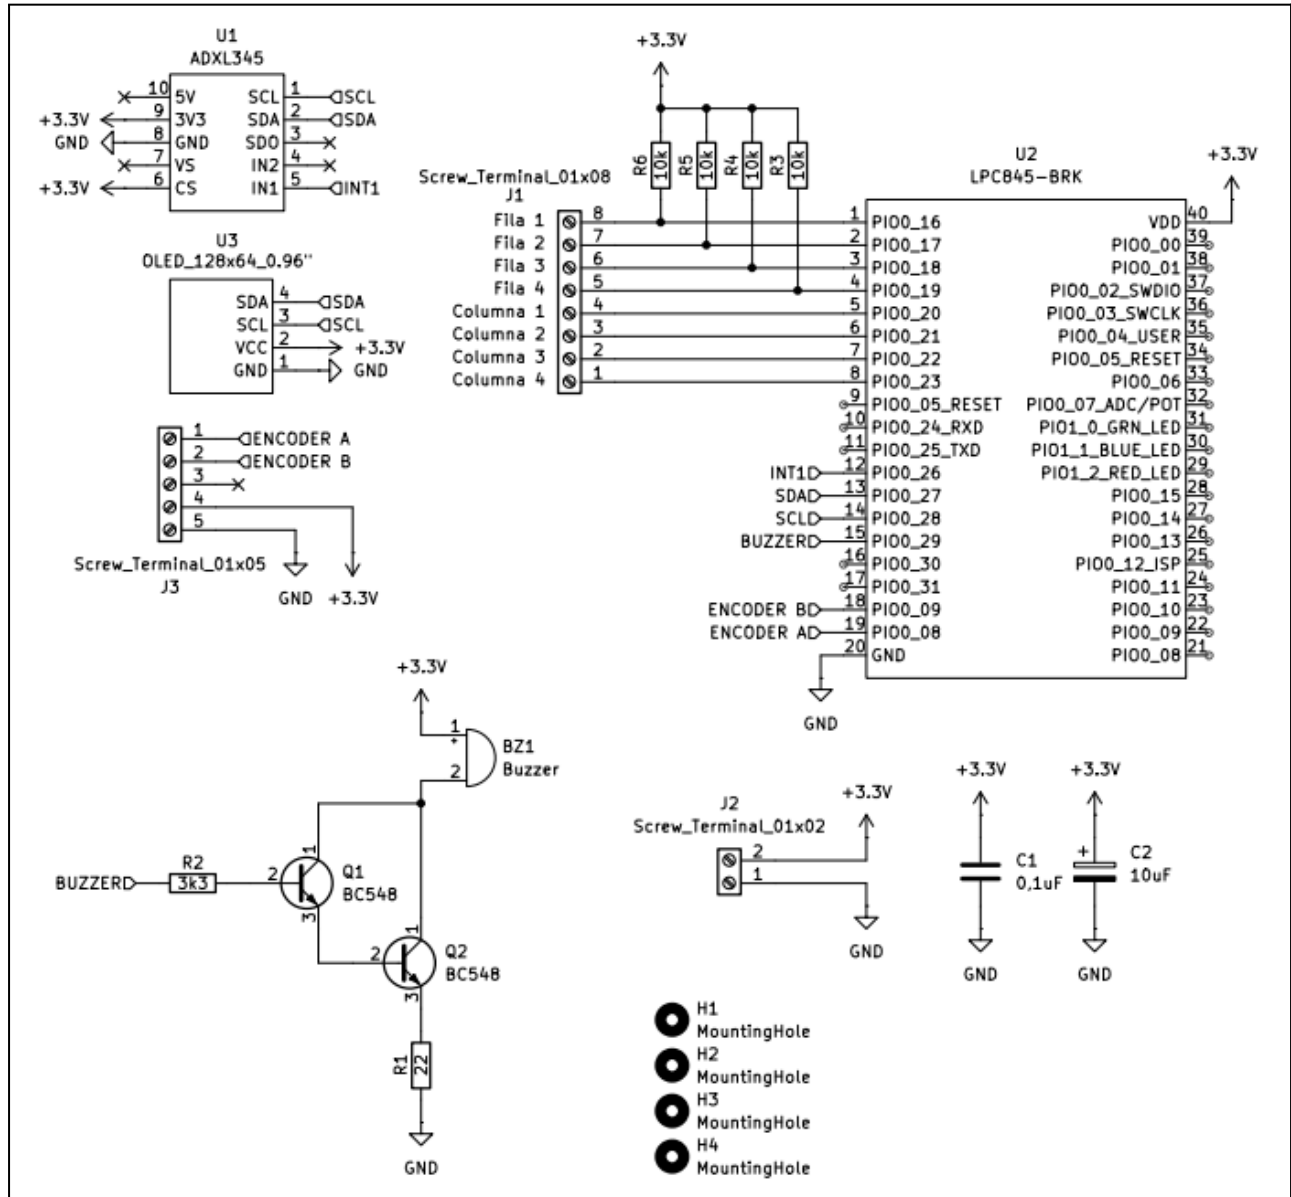 U1
ADXL345
10 5V SCL 1 SCL
+3.3V 9 3V3 SDA 2 SDA
GND 8 GND SDO 3
7 VS IN2 4
+3.3V 6 CS IN1 5 INT1
U3
OLED_128x64_0.96"
SDA 4 SDA
SCL 3 SCL
VCC 2 +3.3V
GND 1 GND
1 ENCODER A
2 ENCODER B
3
4
5
Screw_Terminal_01x05
J3
GND +3.3V
+3.3V
R6 10k R5 10k R4 10k R3 10k
Screw_Terminal_01x08
J1
Fila 1 8
Fila 2 7
Fila 3 6
Fila 4 5
Columna 1 4
Columna 2 3
Columna 3 2
Columna 4 1
U2
LPC845-BRK
+3.3V
1 PIO0_16 VDD 40
2 PIO0_17 PIO0_00 39
3 PIO0_18 PIO0_01 38
4 PIO0_19 PIO0_02_SWDIO 37
5 PIO0_20 PIO0_03_SWCLK 36
6 PIO0_21 PIO0_04_USER 35
7 PIO0_22 PIO0_05_RESET 34
8 PIO0_23 PIO0_06 33
9 PIO0_05_RESET PIO0_07_ADC/POT 32
10 PIO0_24_RXD PIO1_0_GRN_LED 31
11 PIO0_25_TXD PIO1_1_BLUE_LED 30
INT1 12 PIO0_26 PIO1_2_RED_LED 29
SDA 13 PIO0_27 PIO0_15 28
SCL 14 PIO0_28 PIO0_14 27
BUZZER 15 PIO0_29 PIO0_13 26
16 PIO0_30 PIO0_12_ISP 25
17 PIO0_31 PIO0_11 24
ENCODER B 18 PIO0_09 PIO0_10 23
ENCODER A 19 PIO0_08 PIO0_09 22
20 GND PIO0_08 21
GND
+3.3V
1
+
BZ1
2 Buzzer
BUZZER R2 3k3 2 1 3 Q1
BC548
2 1 3 Q2
BC548
R1 22
GND
J2
Screw_Terminal_01x02
+3.3V
2
1
GND
+3.3V
C1
0,1uF
GND
+3.3V
+ C2
10uF
GND
H1
MountingHole
H2
MountingHole
H3
MountingHole
H4
MountingHole